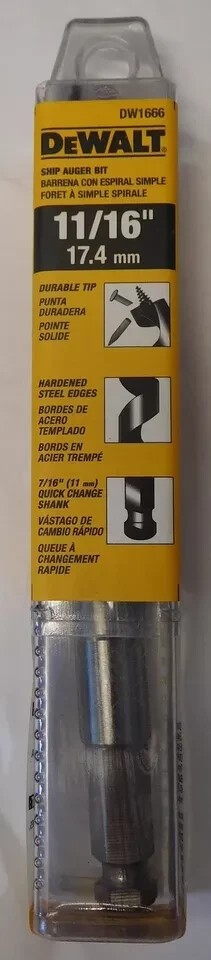 DW1666
DEWALT®
SHIP AUGER BIT
BARRENA CON ESPIRAL SIMPLE
FORET À SIMPLE SPIRALE
11/16"
17.4 mm
DURABLE TIP
PUNTA
DURADERA
POINTE
SOLIDE
HARDENED
STEEL EDGES
BORDES DE
ACERO
TEMPLADO
BORDS EN
ACIER TREMPÉ
7/16" (11 mm)
QUICK CHANGE
SHANK
VÁSTAGO DE
CAMBIO RÁPIDO
QUEUE À
CHANGEMENT
RAPIDE